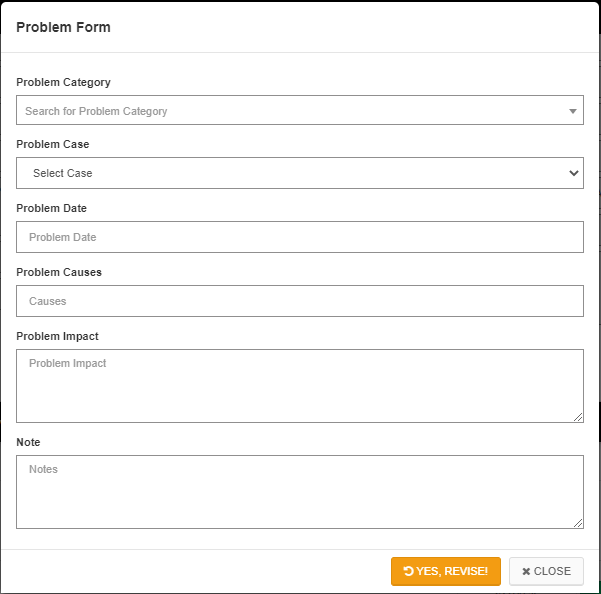 Problem Form
Problem Category
Search for Problem Category
Problem Case
Select Case
Problem Date
Problem Date
Problem Causes
Causes
Problem Impact
Problem Impact
Note
Notes
YES, REVISE!
CLOSE